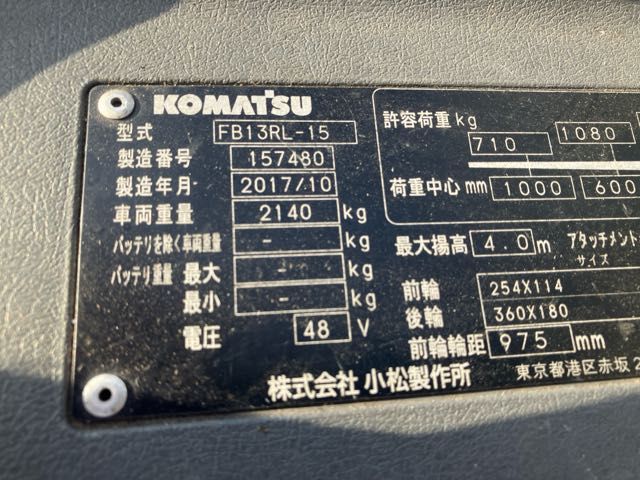 KOMATSU
型式 FB13RL-15
製造番号 157480
製造年月 2017/10
車両重量 2140 kg
バッテリを除く車両重量 - kg
バッテリ重量 最大 - kg
最小 - kg
電圧 48 V
許容荷重 kg 710 1080
荷重中心 mm 1000 600
最大揚高 4.0 m アタッチメント
サイズ
前輪 254X114
後輪 360X180
前輪輪距 975 mm
株式会社 小松製作所 東京都港区赤坂2